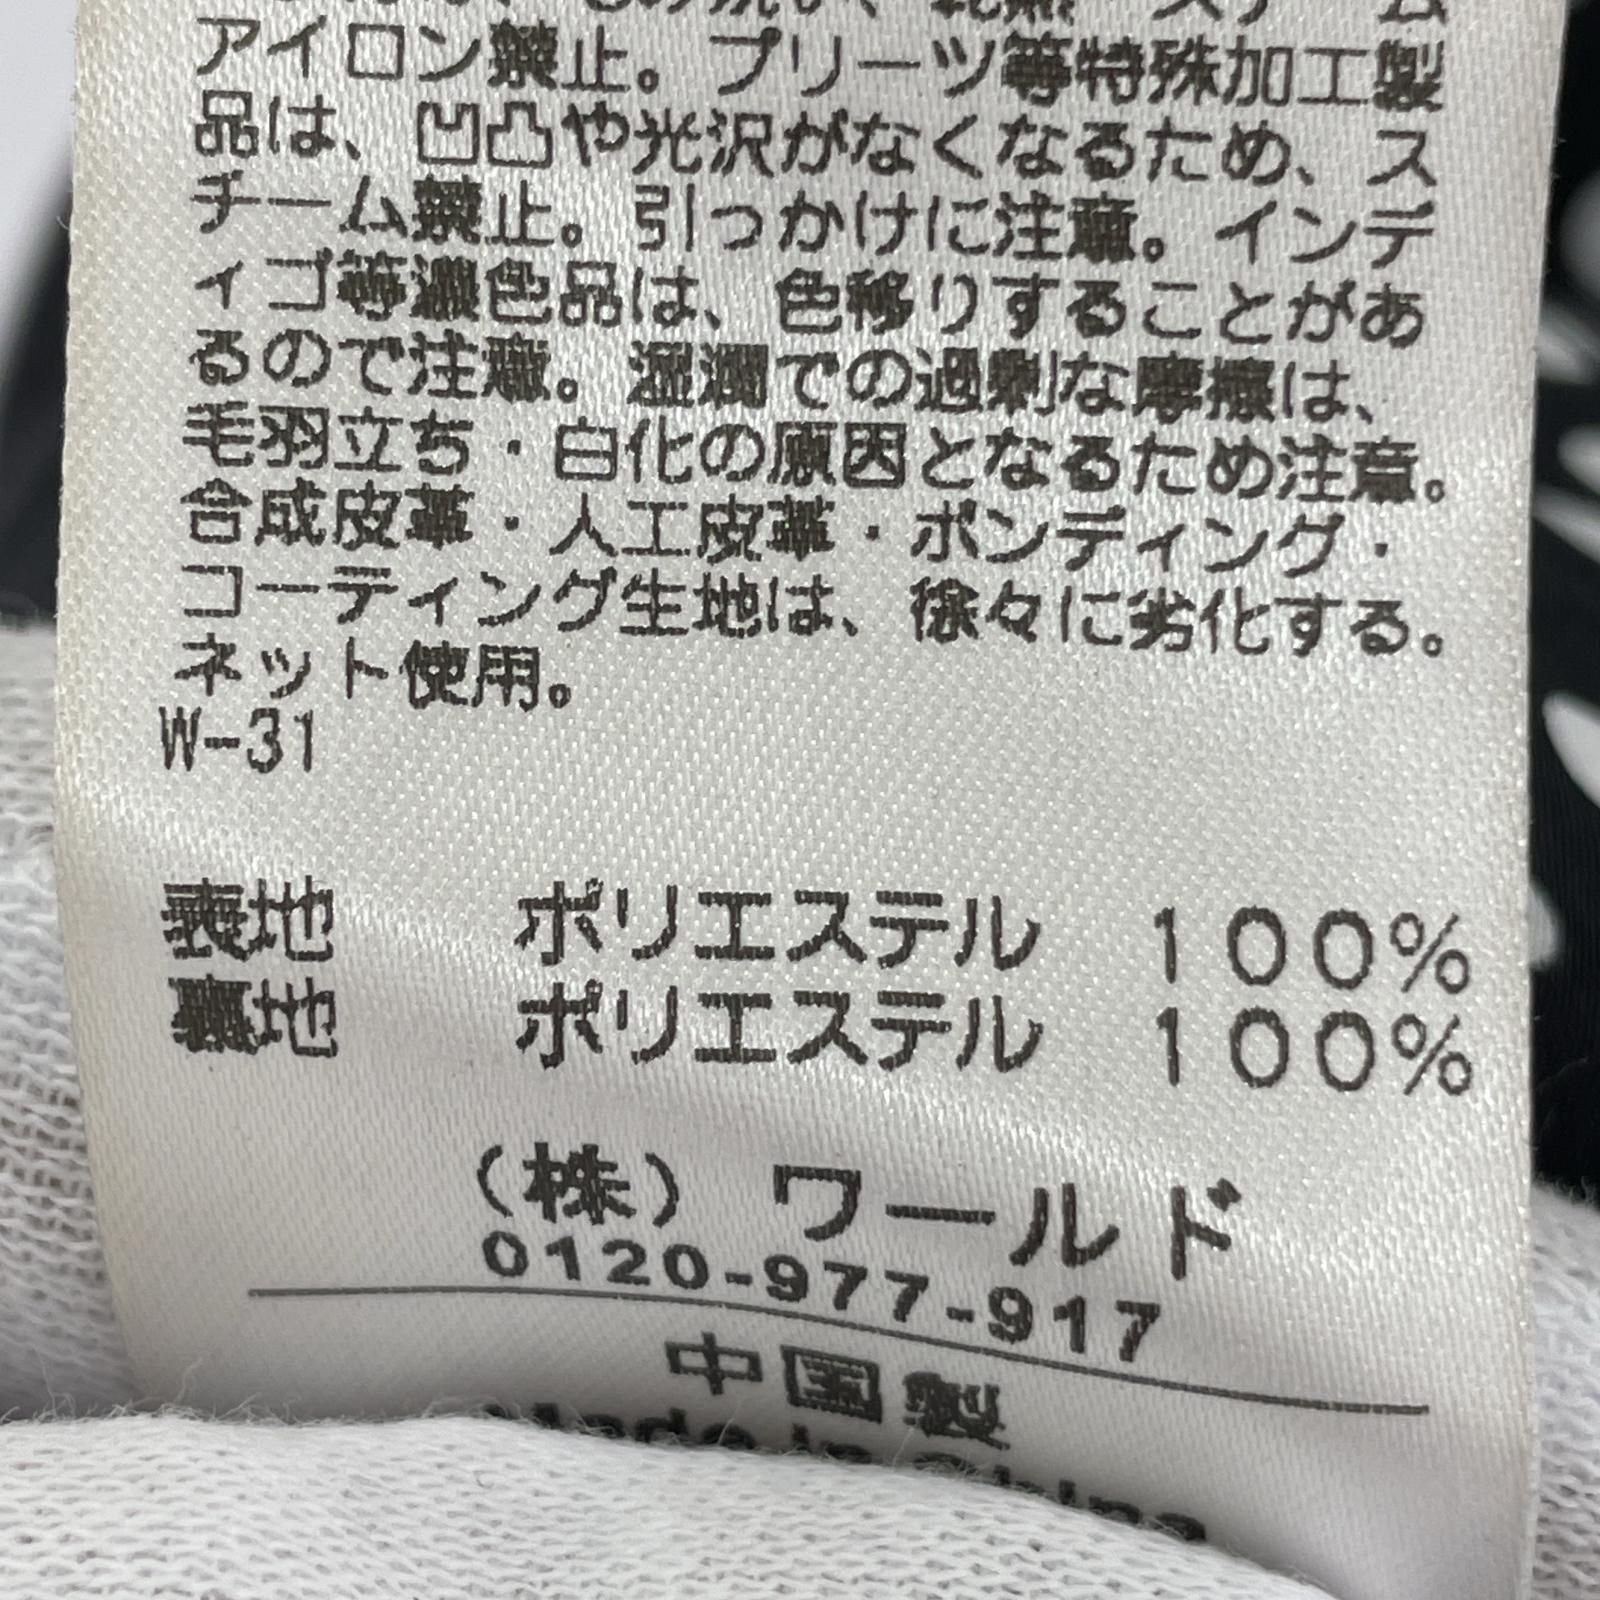 アイロン禁止。プリーツ等特殊加工製
品は、凹凸や光沢がなくなるため、ス
チーム禁止。引っかけに注意。インデ
ィゴ等濃色品は、色移りすることがあ
るので注意。湿潤での過剰な摩擦は、
毛羽立ち・白化の原因となるため注意。
合成皮革・人工皮革・ボンディング・
コーティング生地は、徐々に劣化する。
ネット使用。
W-31
表地 ポリエステル 100%
裏地 ポリエステル 100%
(株) ワールド
0120-977-917
中国製
Made in China